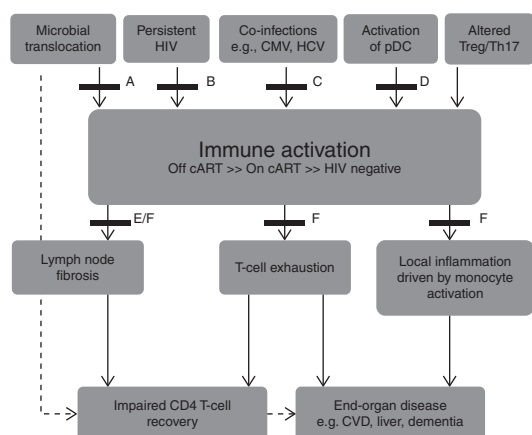 Microbial
translocation
Persistent
HIV
Co-infections
e.g., CMV, HCV
Activation
of pDC
Altered
Treg/Th17
A
B
C
D
Immune activation
Off cART >> On cART >> HIV negative
E/F
F
F
Lymph node
fibrosis
T-cell exhaustion
Local inflammation
driven by monocyte
activation
Impaired CD4 T-cell
recovery
End-organ disease
e.g. CVD, liver, dementia